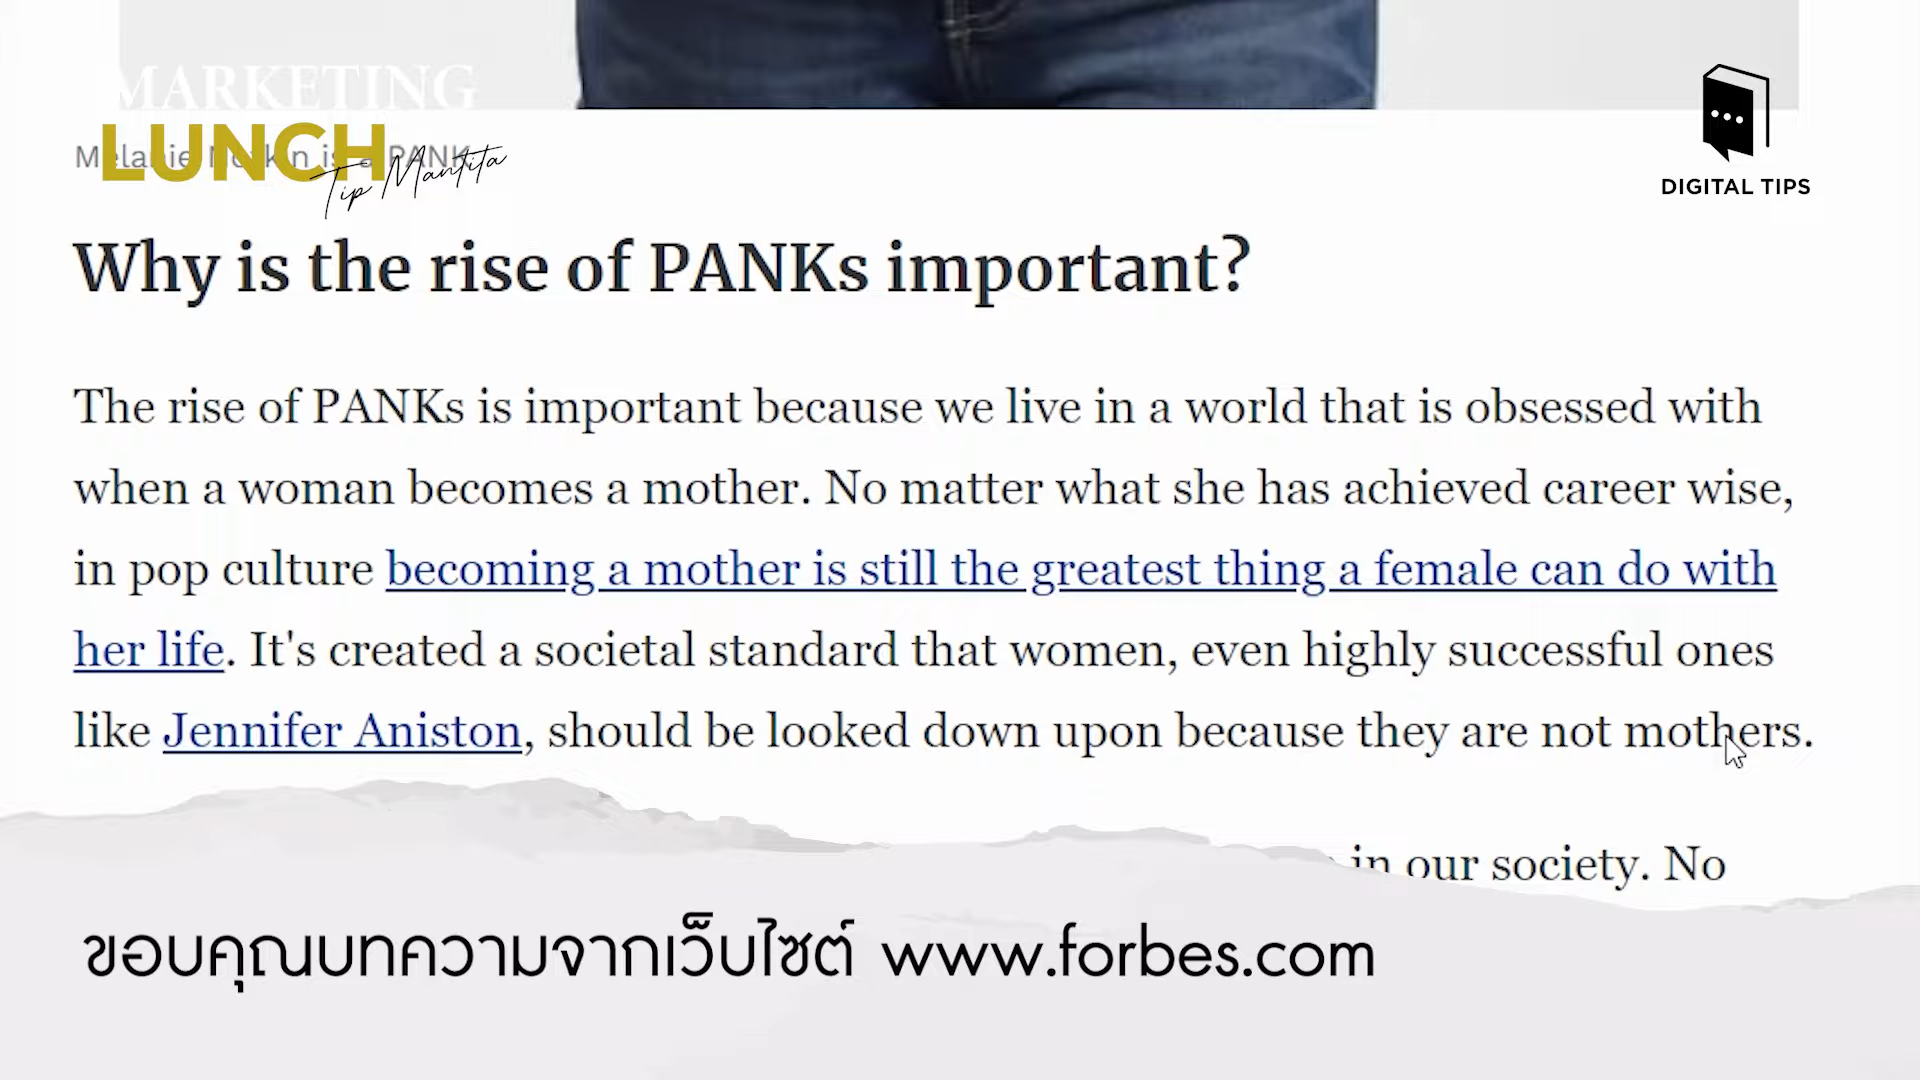 MARKETING
LUNCH
Tip Mantita
DIGITAL TIPS
Melanie Notkin is a PANK
Why is the rise of PANKs important?
The rise of PANKs is important because we live in a world that is obsessed with
when a woman becomes a mother. No matter what she has achieved career wise,
in pop culture becoming a mother is still the greatest thing a female can do with
her life. It's created a societal standard that women, even highly successful ones
like Jennifer Aniston, should be looked down upon because they are not mothers.
in our society. No
ขอบคุณบทความจากเว็บไซต์ www.forbes.com